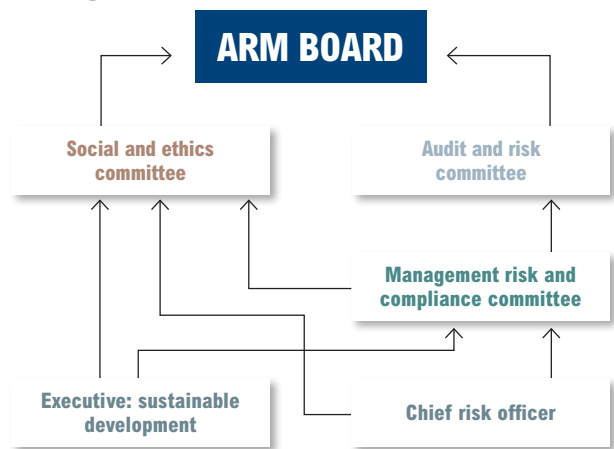 ARM BOARD
Social and ethics
committee
Audit and risk
committee
Management risk and
compliance committee
Executive: sustainable
development
Chief risk officer